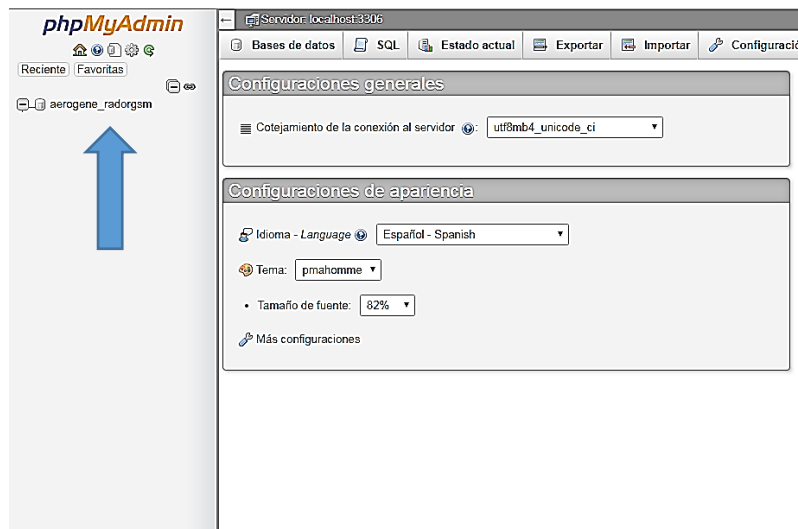 phpMyAdmin
Reciente Favoritas
aerogene_radorgsm
Servidor: localhost:3306
Bases de datos SQL Estado actual Exportar Importar Configuració
Configuraciones generales
Cotejamiento de la conexión al servidor : utf8mb4_unicode_ci
Configuraciones de apariencia
Idioma - Language Español - Spanish
Tema: pmahomme
Tamaño de fuente: 82%
Más configuraciones